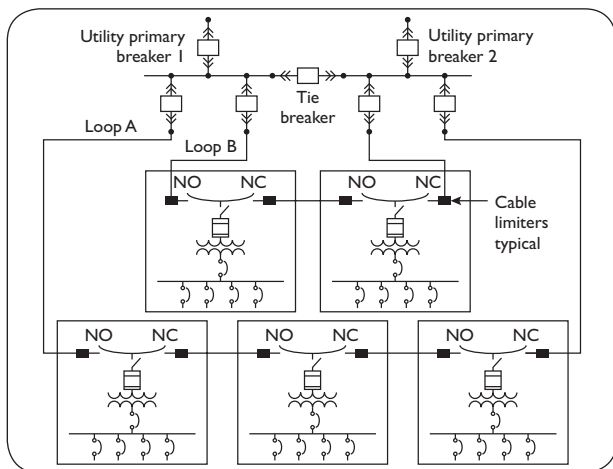 Utility primary
breaker 1
Utility primary
breaker 2
Tie
breaker
Loop A
Loop B
NO NC
NO NC
Cable
limiters
typical
NO NC
NO NC
NO NC